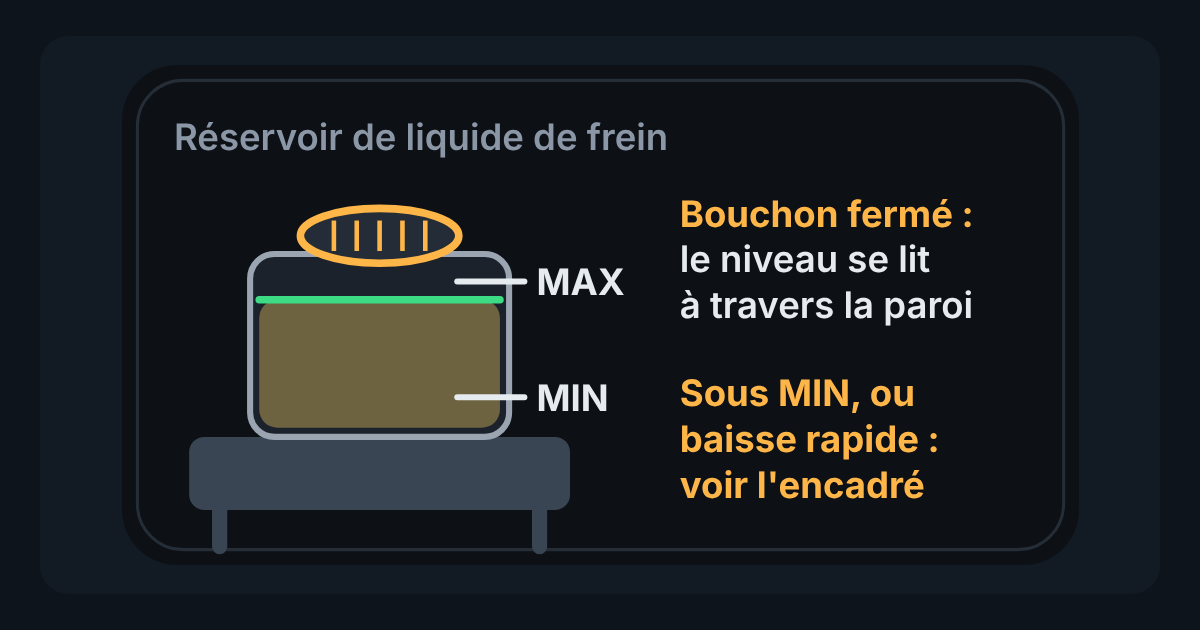 Réservoir de liquide de frein
MAX
MIN
Bouchon fermé :
le niveau se lit
à travers la paroi
Sous MIN, ou
baisse rapide :
voir l'encadré